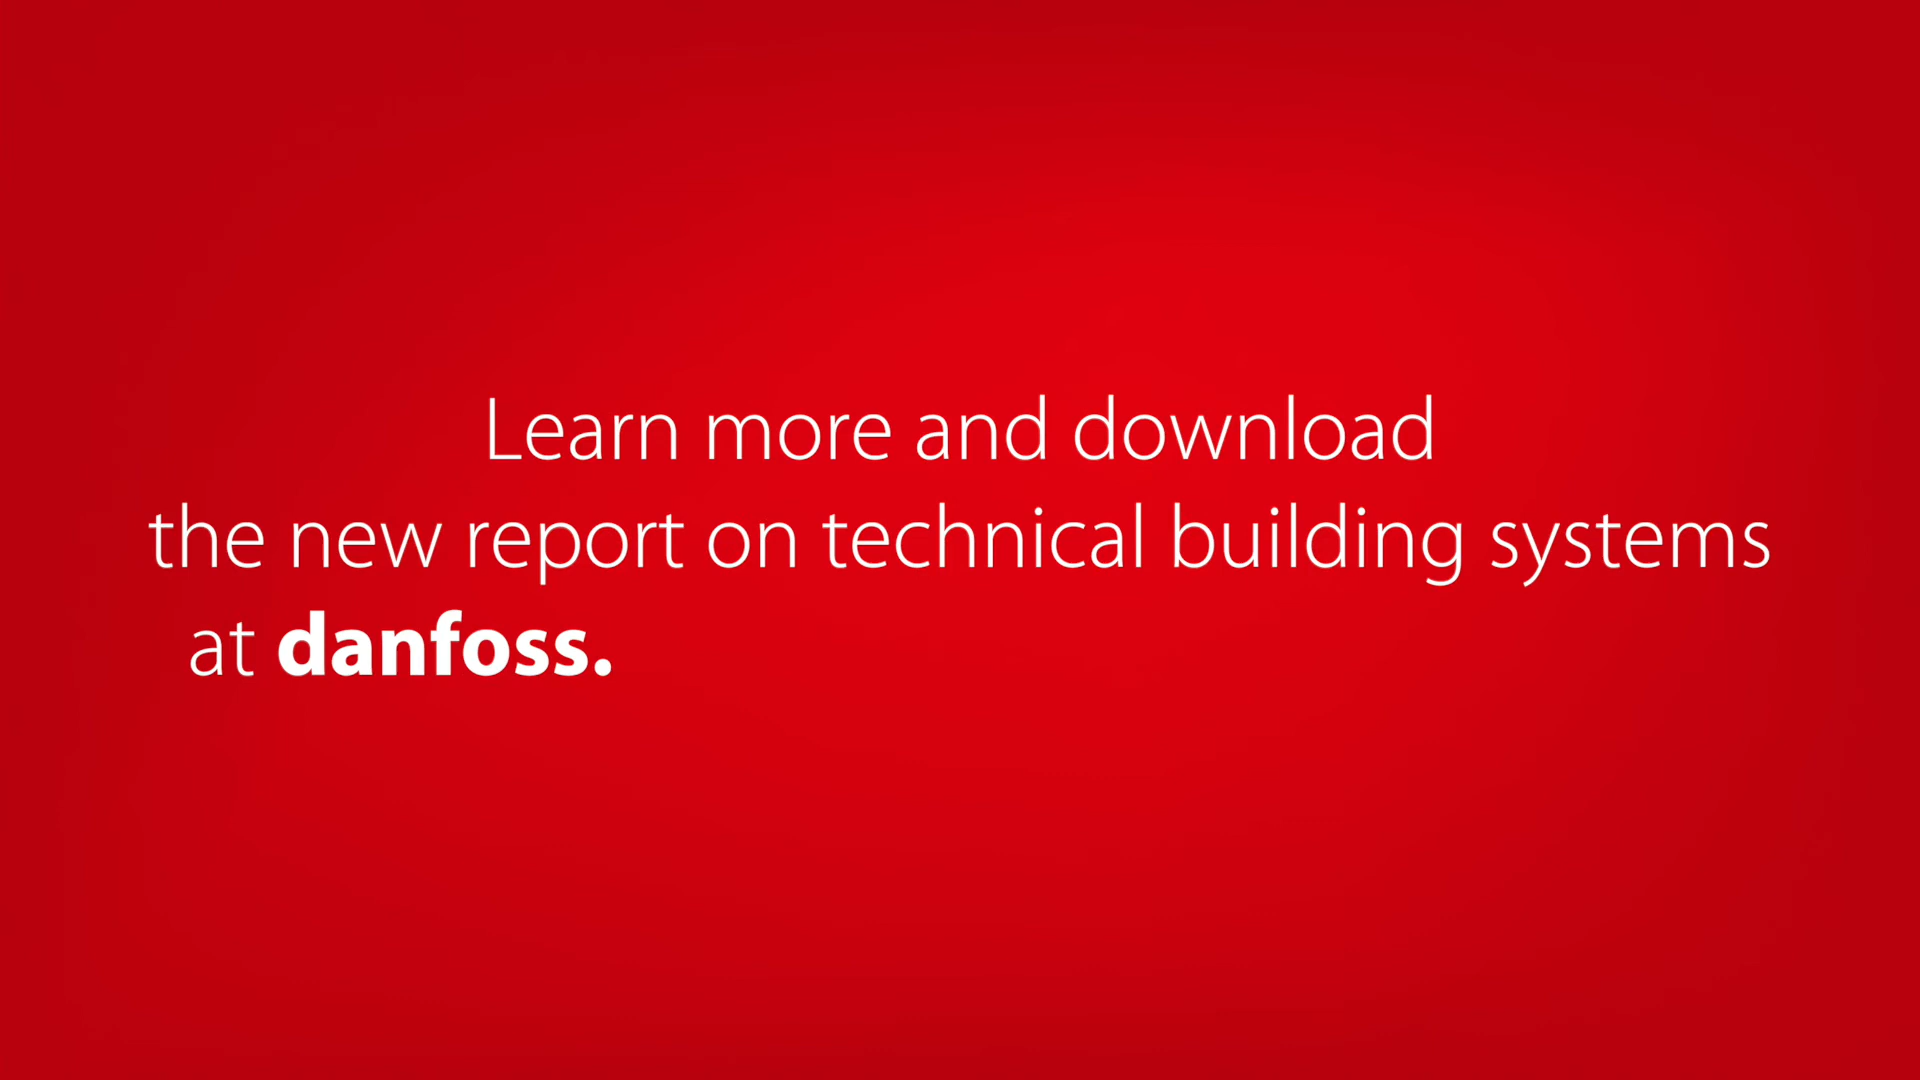 Learn more and download
the new report on technical building systems
at danfoss.